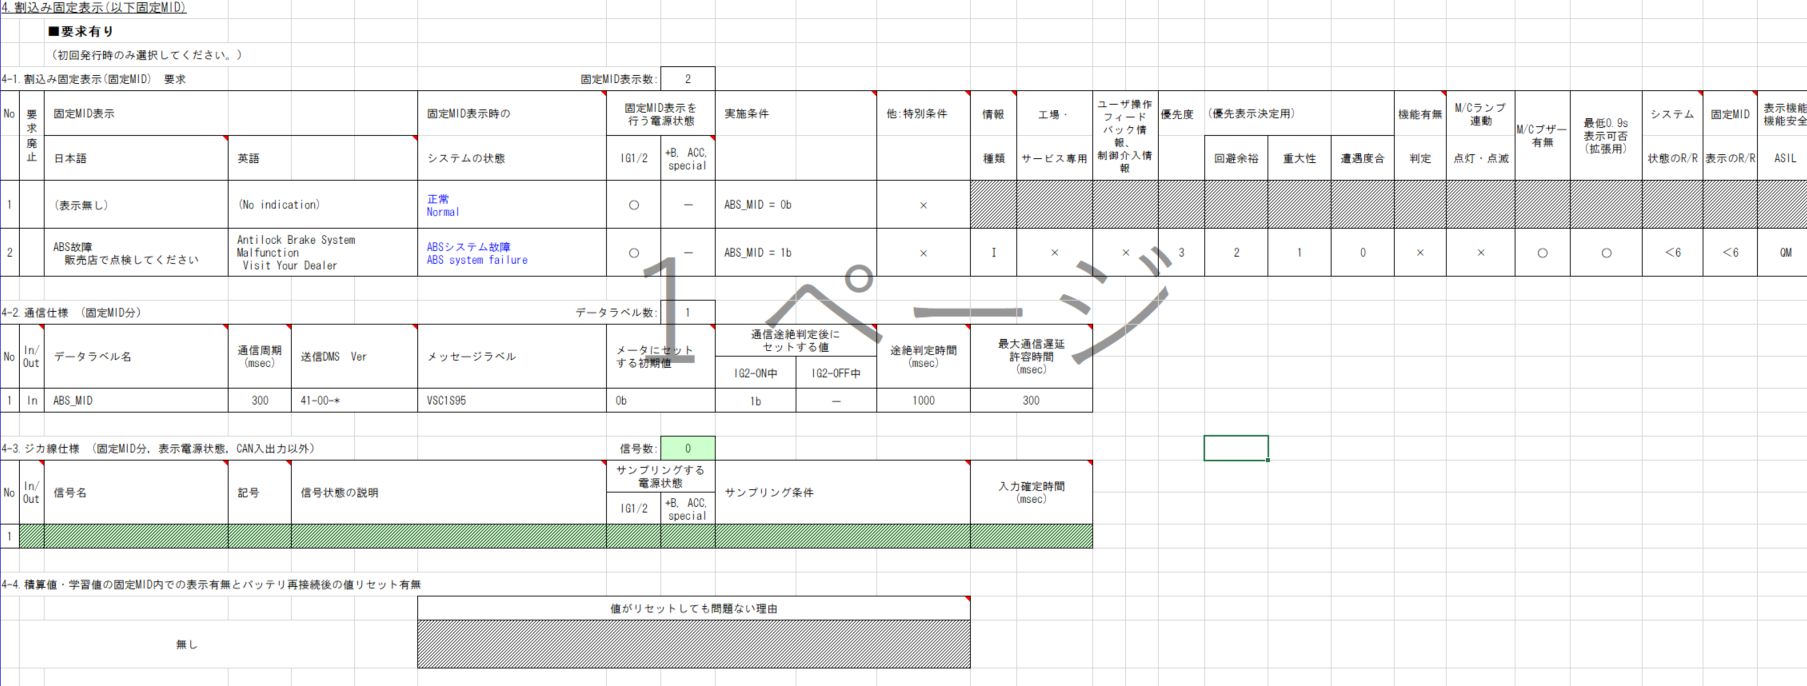 4. 割込み固定表示(以下固定MID)
■要求有り
(初回発行時のみ選択してください。)
4-1. 割込み固定表示(固定MID) 要求 固定MID表示数: 2
No 要求廃止 固定MID表示 固定MID表示時の 固定MID表示を行う電源状態 実施条件 他:特別条件 情報 工場・ ユーザ操作フィードバック情報、制御介入情報 優先度 (優先表示決定用) 機能有無 M/Cランプ連動 M/Cブザー有無 最低0.9s表示可否(拡張用) システム 固定MID 表示機能機能安全
日本語 英語 システムの状態 IG1/2 +B, ACC, special 種類 サービス専用 回避余裕 重大性 遭遇度合 判定 点灯・点滅 状態のR/R 表示のR/R ASIL
1 (表示無し) (No indication) 正常 Normal ○ － ABS_MID = 0b ×
2 ABS故障 販売店で点検してください Antilock Brake System Malfunction Visit Your Dealer ABSシステム故障 ABS system failure ○ － ABS_MID = 1b × I × × 3 2 1 0 × × ○ ○ <6 <6 QM
1 ページ
4-2. 通信仕様 (固定MID分) データラベル数: 1
No In/Out データラベル名 通信周期(msec) 送信DMS Ver メッセージラベル メータにセットする初期値 通信途絶判定後にセットする値 途絶判定時間(msec) 最大通信遅延許容時間(msec)
IG2-ON中 IG2-OFF中
1 In ABS_MID 300 41-00-* VSC1S95 0b 1b － 1000 300
4-3. ジカ線仕様 (固定MID分, 表示電源状態, CAN入出力以外) 信号数: 0
No In/Out 信号名 記号 信号状態の説明 サンプリングする電源状態 サンプリング条件 入力確定時間(msec)
IG1/2 +B, ACC, special
1
4-4. 積算値・学習値の固定MID内での表示有無とバッテリ再接続後の値リセット有無
値がリセットしても問題ない理由
無し